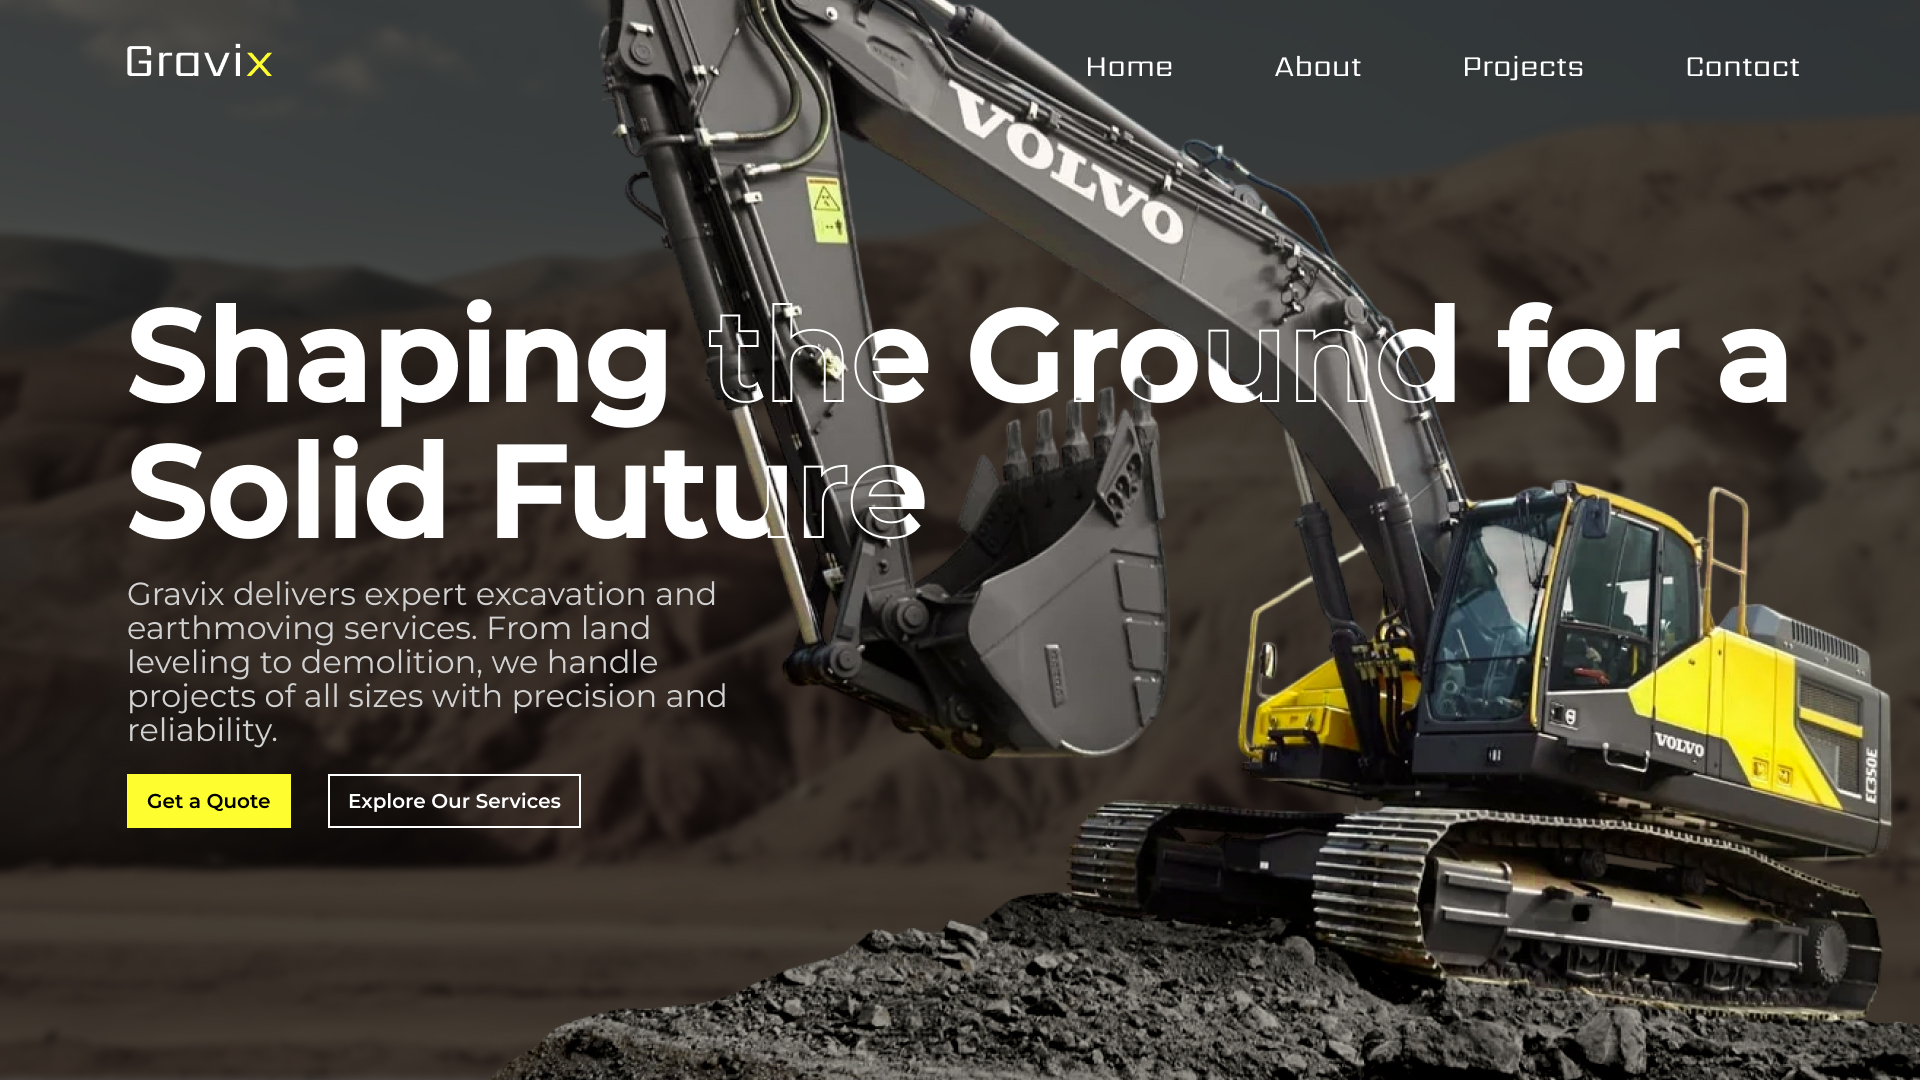 Gravix
Home About Projects Contact
VOLVO
Shaping the Ground for a
Solid Future
323
Gravix delivers expert excavation and
earthmoving services. From land
leveling to demolition, we handle
projects of all sizes with precision and
reliability.
VOLVO
EC350E
Get a Quote Explore Our Services